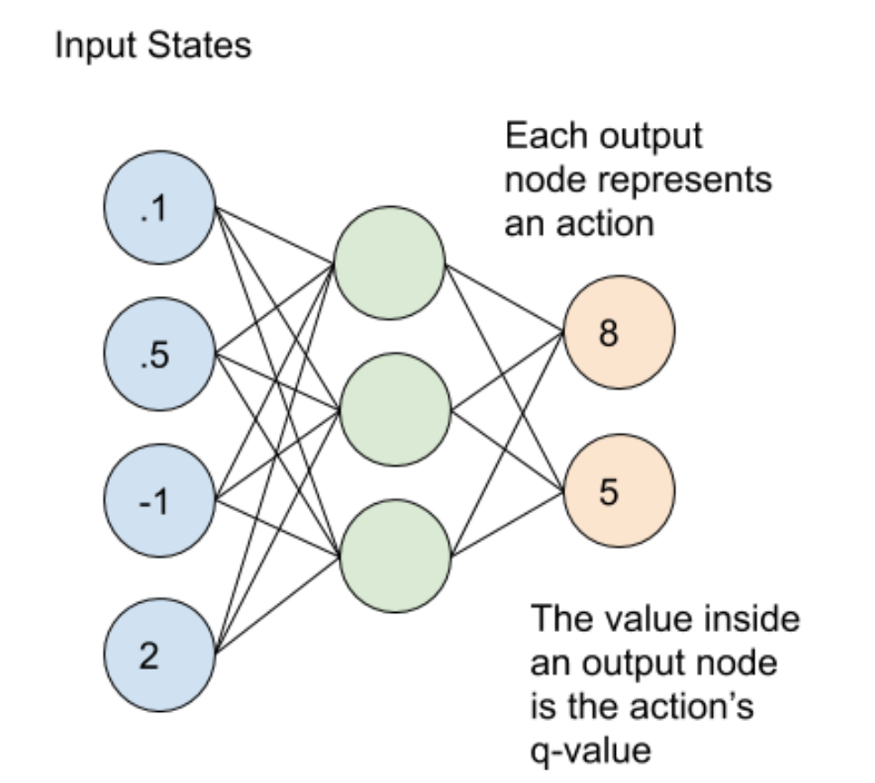 Input States
Each output
node represents
an action
.1
.5
-1
2
8
5
The value inside
an output node
is the action's
q-value